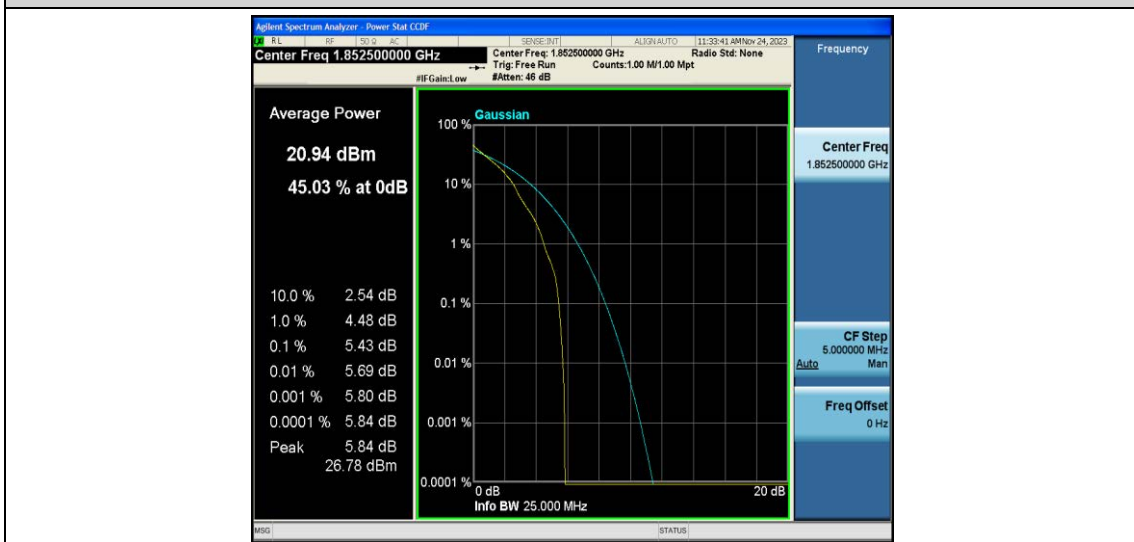 Agilent Spectrum Analyzer - Power Stat CCDF
RL RF 50 Ω AC SENSE:INT ALIGN AUTO 11:33:41 AM Nov 24, 2023
Center Freq 1.852500000 GHz
Center Freq: 1.852500000 GHz Radio Std: None
Trig: Free Run Counts:1.00 M/1.00 Mpt
#IFGain:Low #Atten: 46 dB
Frequency
Average Power
20.94 dBm
45.03 % at 0dB
10.0 % 2.54 dB
1.0 % 4.48 dB
0.1 % 5.43 dB
0.01 % 5.69 dB
0.001 % 5.80 dB
0.0001 % 5.84 dB
Peak 5.84 dB
26.78 dBm
Gaussian
100 %
10 %
1 %
0.1 %
0.01 %
0.001 %
0.0001 %
0 dB 20 dB
Info BW 25.000 MHz
Center Freq
1.852500000 GHz
CF Step
5.000000 MHz
Auto Man
Freq Offset
0 Hz
MSG STATUS